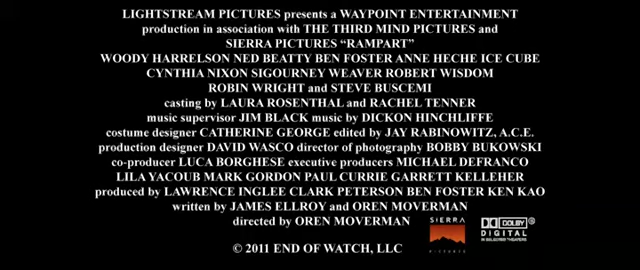 LIGHTSTREAM PICTURES presents a WAYPOINT ENTERTAINMENT
production in association with THE THIRD MIND PICTURES and
SIERRA PICTURES “RAMPART”
WOODY HARRELSON NED BEATTY BEN FOSTER ANNE HECHE ICE CUBE
CYNTHIA NIXON SIGOURNEY WEAVER ROBERT WISDOM
ROBIN WRIGHT and STEVE BUSCEMI
casting by LAURA ROSENTHAL and RACHEL TENNER
music supervisor JIM BLACK music by DICKON HINCHLIFFE
costume designer CATHERINE GEORGE edited by JAY RABINOWITZ, A.C.E.
production designer DAVID WASCO director of photography BOBBY BUKOWSKI
co-producer LUCA BORGHESE executive producers MICHAEL DEFRANCO
LILA YACOUB MARK GORDON PAUL CURRIE GARRETT KELLEHER
produced by LAWRENCE INGLEE CLARK PETERSON BEN FOSTER KEN KAO
written by JAMES ELLROY and OREN MOVERMAN
directed by OREN MOVERMAN
© 2011 END OF WATCH, LLC
SIERRA
PICTURES
DOLBY
DIGITAL
IN SELECTED THEATERS